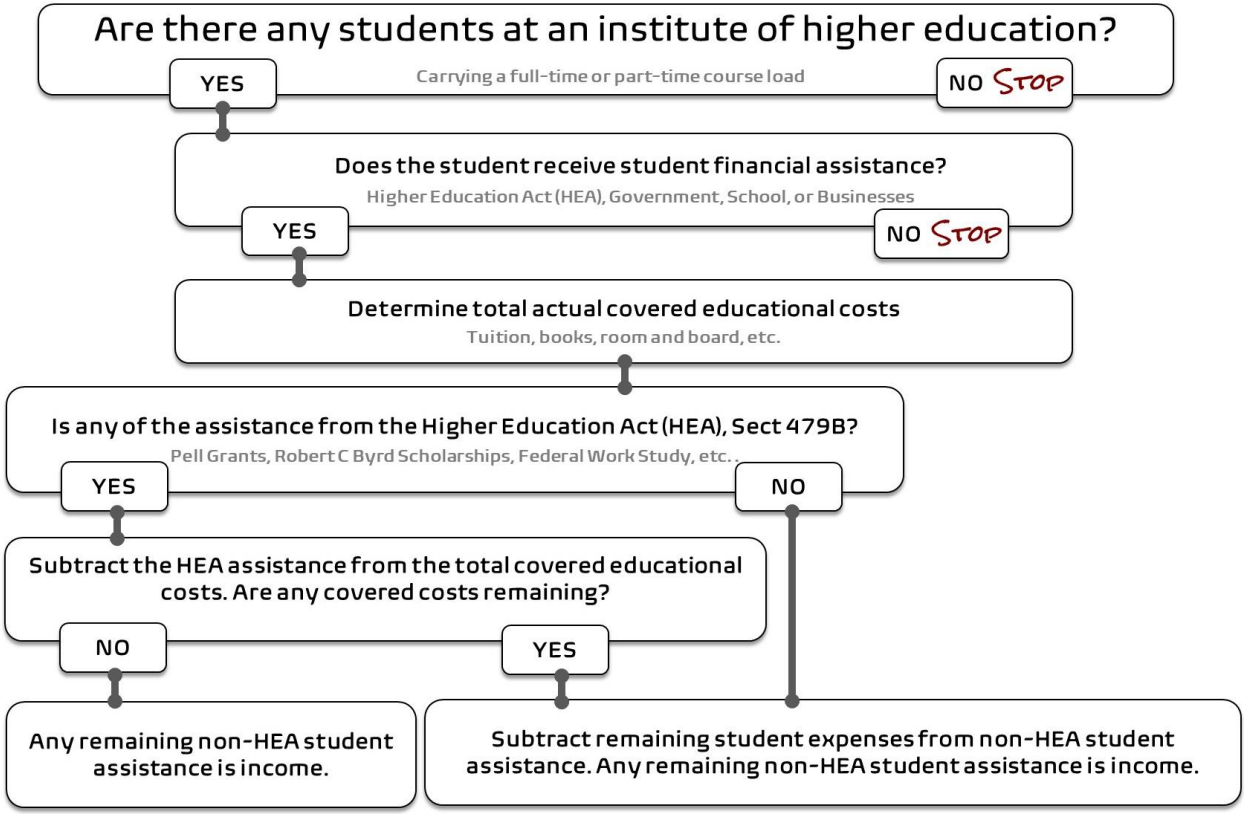 Are there any students at an institute of higher education?
Carrying a full-time or part-time course load
YES
NO STOP
Does the student receive student financial assistance?
Higher Education Act (HEA), Government, School, or Businesses
YES
NO STOP
Determine total actual covered educational costs
Tuition, books, room and board, etc.
Is any of the assistance from the Higher Education Act (HEA), Sect 479B?
Pell Grants, Robert C Byrd Scholarships, Federal Work Study, etc. .
YES
NO
Subtract the HEA assistance from the total covered educational
costs. Are any covered costs remaining?
NO
YES
Any remaining non-HEA student
assistance is income.
Subtract remaining student expenses from non-HEA student
assistance. Any remaining non-HEA student assistance is income.